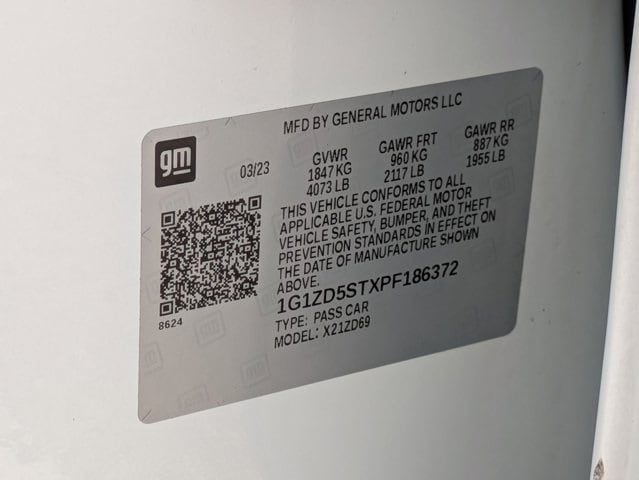 MFD BY GENERAL MOTORS LLC
gm
03/23
GVWR GAWR FRT GAWR RR
1847 KG 960 KG 887 KG
4073 LB 2117 LB 1955 LB
THIS VEHICLE CONFORMS TO ALL
APPLICABLE U.S. FEDERAL MOTOR
VEHICLE SAFETY, BUMPER, AND THEFT
PREVENTION STANDARDS IN EFFECT ON
THE DATE OF MANUFACTURE SHOWN
ABOVE.
1G1ZD5STXPF186372
8624
TYPE: PASS CAR
MODEL: X21ZD69